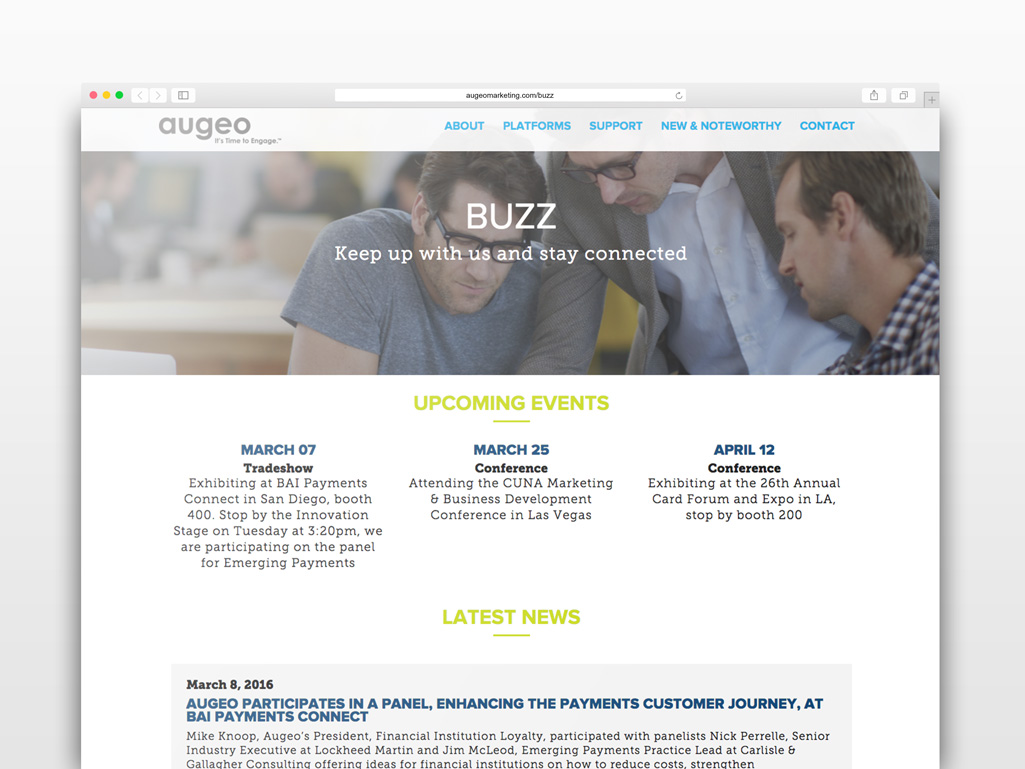 augeomarketing.com/buzz
augeo
It's Time to Engage.™
ABOUT PLATFORMS SUPPORT NEW & NOTEWORTHY CONTACT
BUZZ
Keep up with us and stay connected
UPCOMING EVENTS
MARCH 07
Tradeshow
Exhibiting at BAI Payments
Connect in San Diego, booth
400. Stop by the Innovation
Stage on Tuesday at 3:20pm, we
are participating on the panel
for Emerging Payments
MARCH 25
Conference
Attending the CUNA Marketing
& Business Development
Conference in Las Vegas
APRIL 12
Conference
Exhibiting at the 26th Annual
Card Forum and Expo in LA,
stop by booth 200
LATEST NEWS
March 8, 2016
AUGEO PARTICIPATES IN A PANEL, ENHANCING THE PAYMENTS CUSTOMER JOURNEY, AT
BAI PAYMENTS CONNECT
Mike Knoop, Augeo's President, Financial Institution Loyalty, participated with panelists Nick Perrelle, Senior
Industry Executive at Lockheed Martin and Jim McLeod, Emerging Payments Practice Lead at Carlisle &
Gallagher Consulting offering ideas for financial institutions on how to reduce costs, strengthen